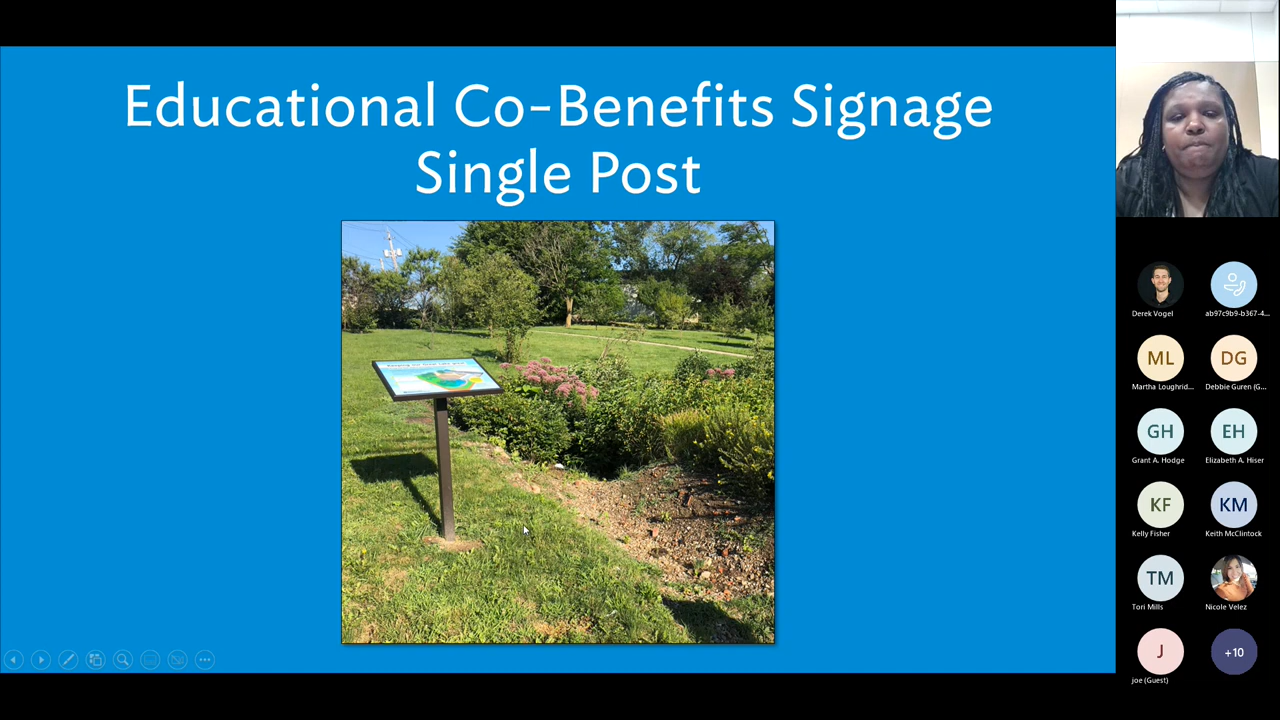 Educational Co-Benefits Signage
Single Post
Derek Vogel
ab97c9b9-b367-4...
ML
DG
Martha Loughrid...
Debbie Guren (G...
GH
EH
Grant A. Hodge
Elizabeth A. Hiser
KF
KM
Kelly Fisher
Keith McClintock
TM
Tori Mills
Nicole Velez
J
+10
joe (Guest)